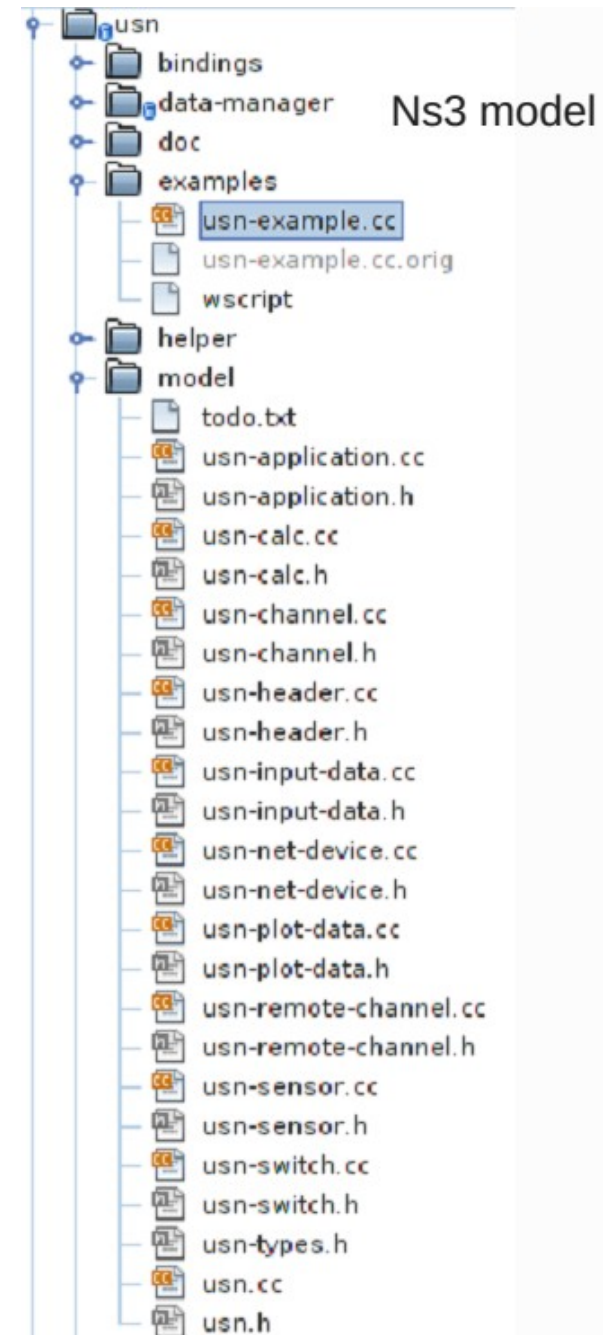 usn
bindings
data-manager
Ns3 model
doc
examples
usn-example.cc
usn-example.cc.orig
wscript
helper
model
todo.txt
usn-application.cc
usn-application.h
usn-calc.cc
usn-calc.h
usn-channel.cc
usn-channel.h
usn-header.cc
usn-header.h
usn-input-data.cc
usn-input-data.h
usn-net-device.cc
usn-net-device.h
usn-plot-data.cc
usn-plot-data.h
usn-remote-channel.cc
usn-remote-channel.h
usn-sensor.cc
usn-sensor.h
usn-switch.cc
usn-switch.h
usn-types.h
usn.cc
usn.h